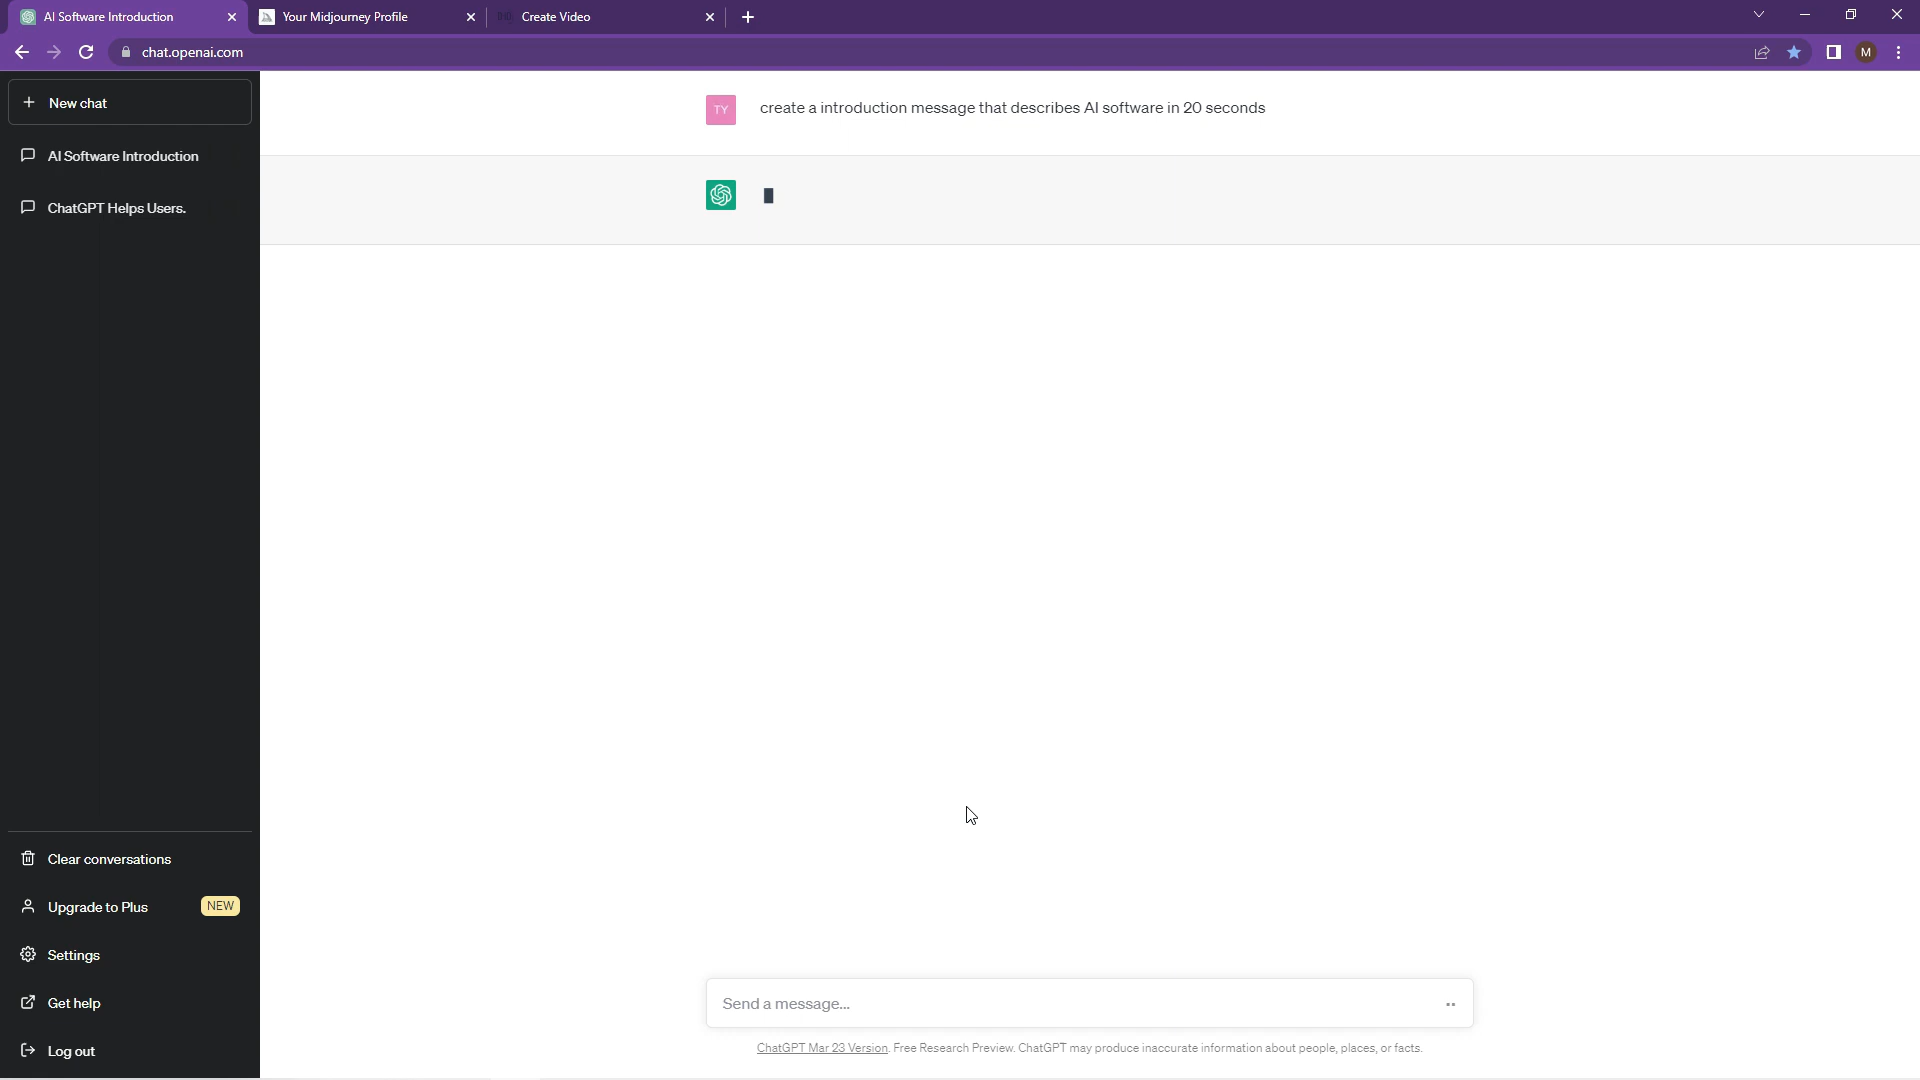 AI Software Introduction
Your Midjourney Profile
Create Video
chat.openai.com
M
New chat
AI Software Introduction
ChatGPT Helps Users.
TY
create a introduction message that describes AI software in 20 seconds
Clear conversations
Upgrade to Plus NEW
Settings
Get help
Log out
Send a message...
ChatGPT Mar 23 Version. Free Research Preview. ChatGPT may produce inaccurate information about people, places, or facts.